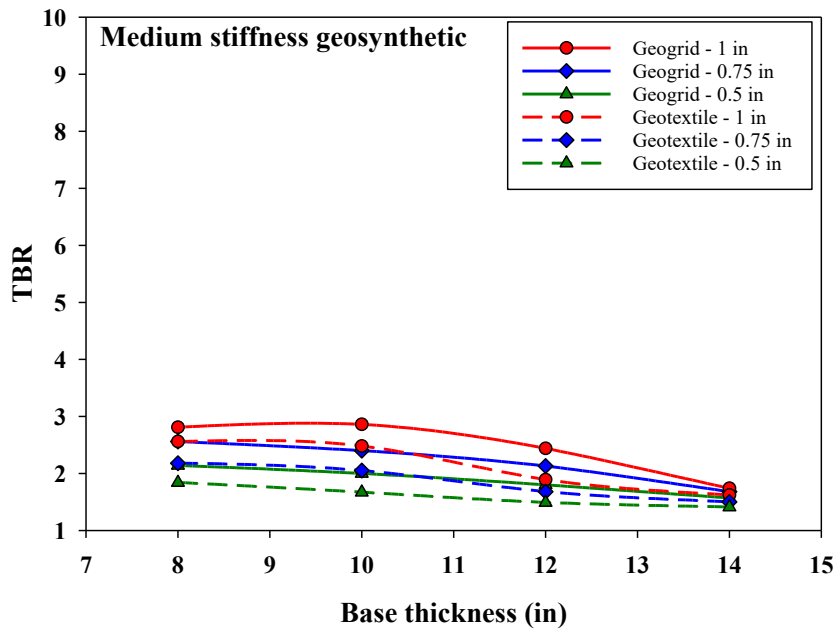 Medium stiffness geosynthetic
Geogrid - 1 in
Geogrid - 0.75 in
Geogrid - 0.5 in
Geotextile - 1 in
Geotextile - 0.75 in
Geotextile - 0.5 in
TBR
10
9
8
7
6
5
4
3
2
1
7 8 9 10 11 12 13 14 15
Base thickness (in)